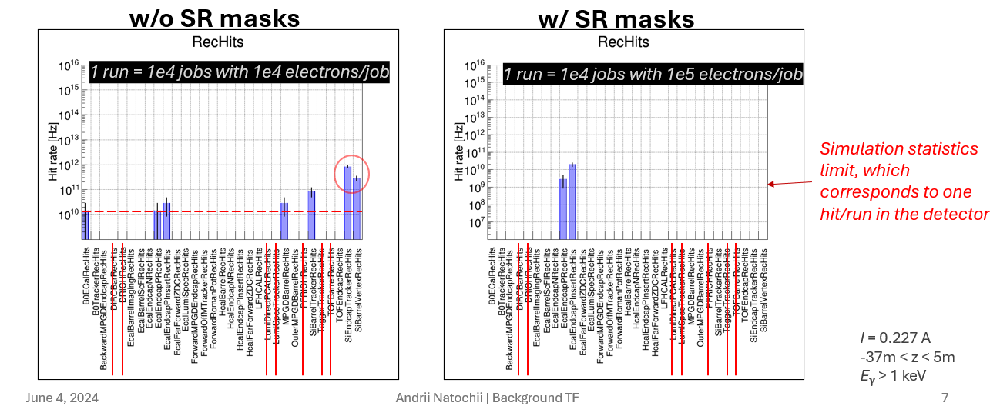 w/o SR masks
RecHits
1 run = 1e4 jobs with 1e4 electrons/job
Hit rate [Hz]
10^16
10^15
10^14
10^13
10^12
10^11
10^10
B0ECalRecHits
B0TrackerRecHits
BackwardMPGDEndcapRecHits
DIRCBarRecHits
DRICHRecHits
EcalBarrelImagingRecHits
EcalBarrelScFiRecHits
EcalEndcapNRecHits
EcalEndcapPRecHits
EcalEndcapPInsertRecHits
EcalFarForwardZDCRecHits
EcalLumiSpecRecHits
ForwardMPGDEndcapRecHits
ForwardOffMTrackerRecHits
ForwardRomanPotRecHits
HcalBarrelRecHits
HcalEndcapNRecHits
HcalEndcapPInsertRecHits
HcalFarForwardZDCRecHits
LFHCALRecHits
LumiDirectPCALRecHits
LumiSpecTrackerRecHits
MPGDBarrelRecHits
OuterMPGDBarrelRecHits
PFRICHRecHits
SiBarrelTrackerRecHits
TaggerTrackerRecHits
TOFBarrelRecHits
TOFEndcapRecHits
SiEndcapTrackerRecHits
SiBarrelVertexRecHits
w/ SR masks
RecHits
1 run = 1e4 jobs with 1e5 electrons/job
Hit rate [Hz]
10^16
10^15
10^14
10^13
10^12
10^11
10^10
10^9
10^8
10^7
B0ECalRecHits
B0TrackerRecHits
BackwardMPGDEndcapRecHits
DIRCBarRecHits
DRICHRecHits
EcalBarrelImagingRecHits
EcalBarrelScFiRecHits
EcalEndcapNRecHits
EcalEndcapPRecHits
EcalEndcapPInsertRecHits
EcalFarForwardZDCRecHits
EcalLumiSpecRecHits
ForwardMPGDEndcapRecHits
ForwardOffMTrackerRecHits
ForwardRomanPotRecHits
HcalBarrelRecHits
HcalEndcapNRecHits
HcalEndcapPInsertRecHits
HcalFarForwardZDCRecHits
LFHCALRecHits
LumiDirectPCALRecHits
LumiSpecTrackerRecHits
MPGDBarrelRecHits
OuterMPGDBarrelRecHits
PFRICHRecHits
SiBarrelTrackerRecHits
TaggerTrackerRecHits
TOFBarrelRecHits
TOFEndcapRecHits
SiEndcapTrackerRecHits
SiBarrelVertexRecHits
Simulation statistics
limit, which
corresponds to one
hit/run in the detector
I = 0.227 A
-37m < z < 5m
Eγ > 1 keV
June 4, 2024
Andrii Natochii | Background TF
7